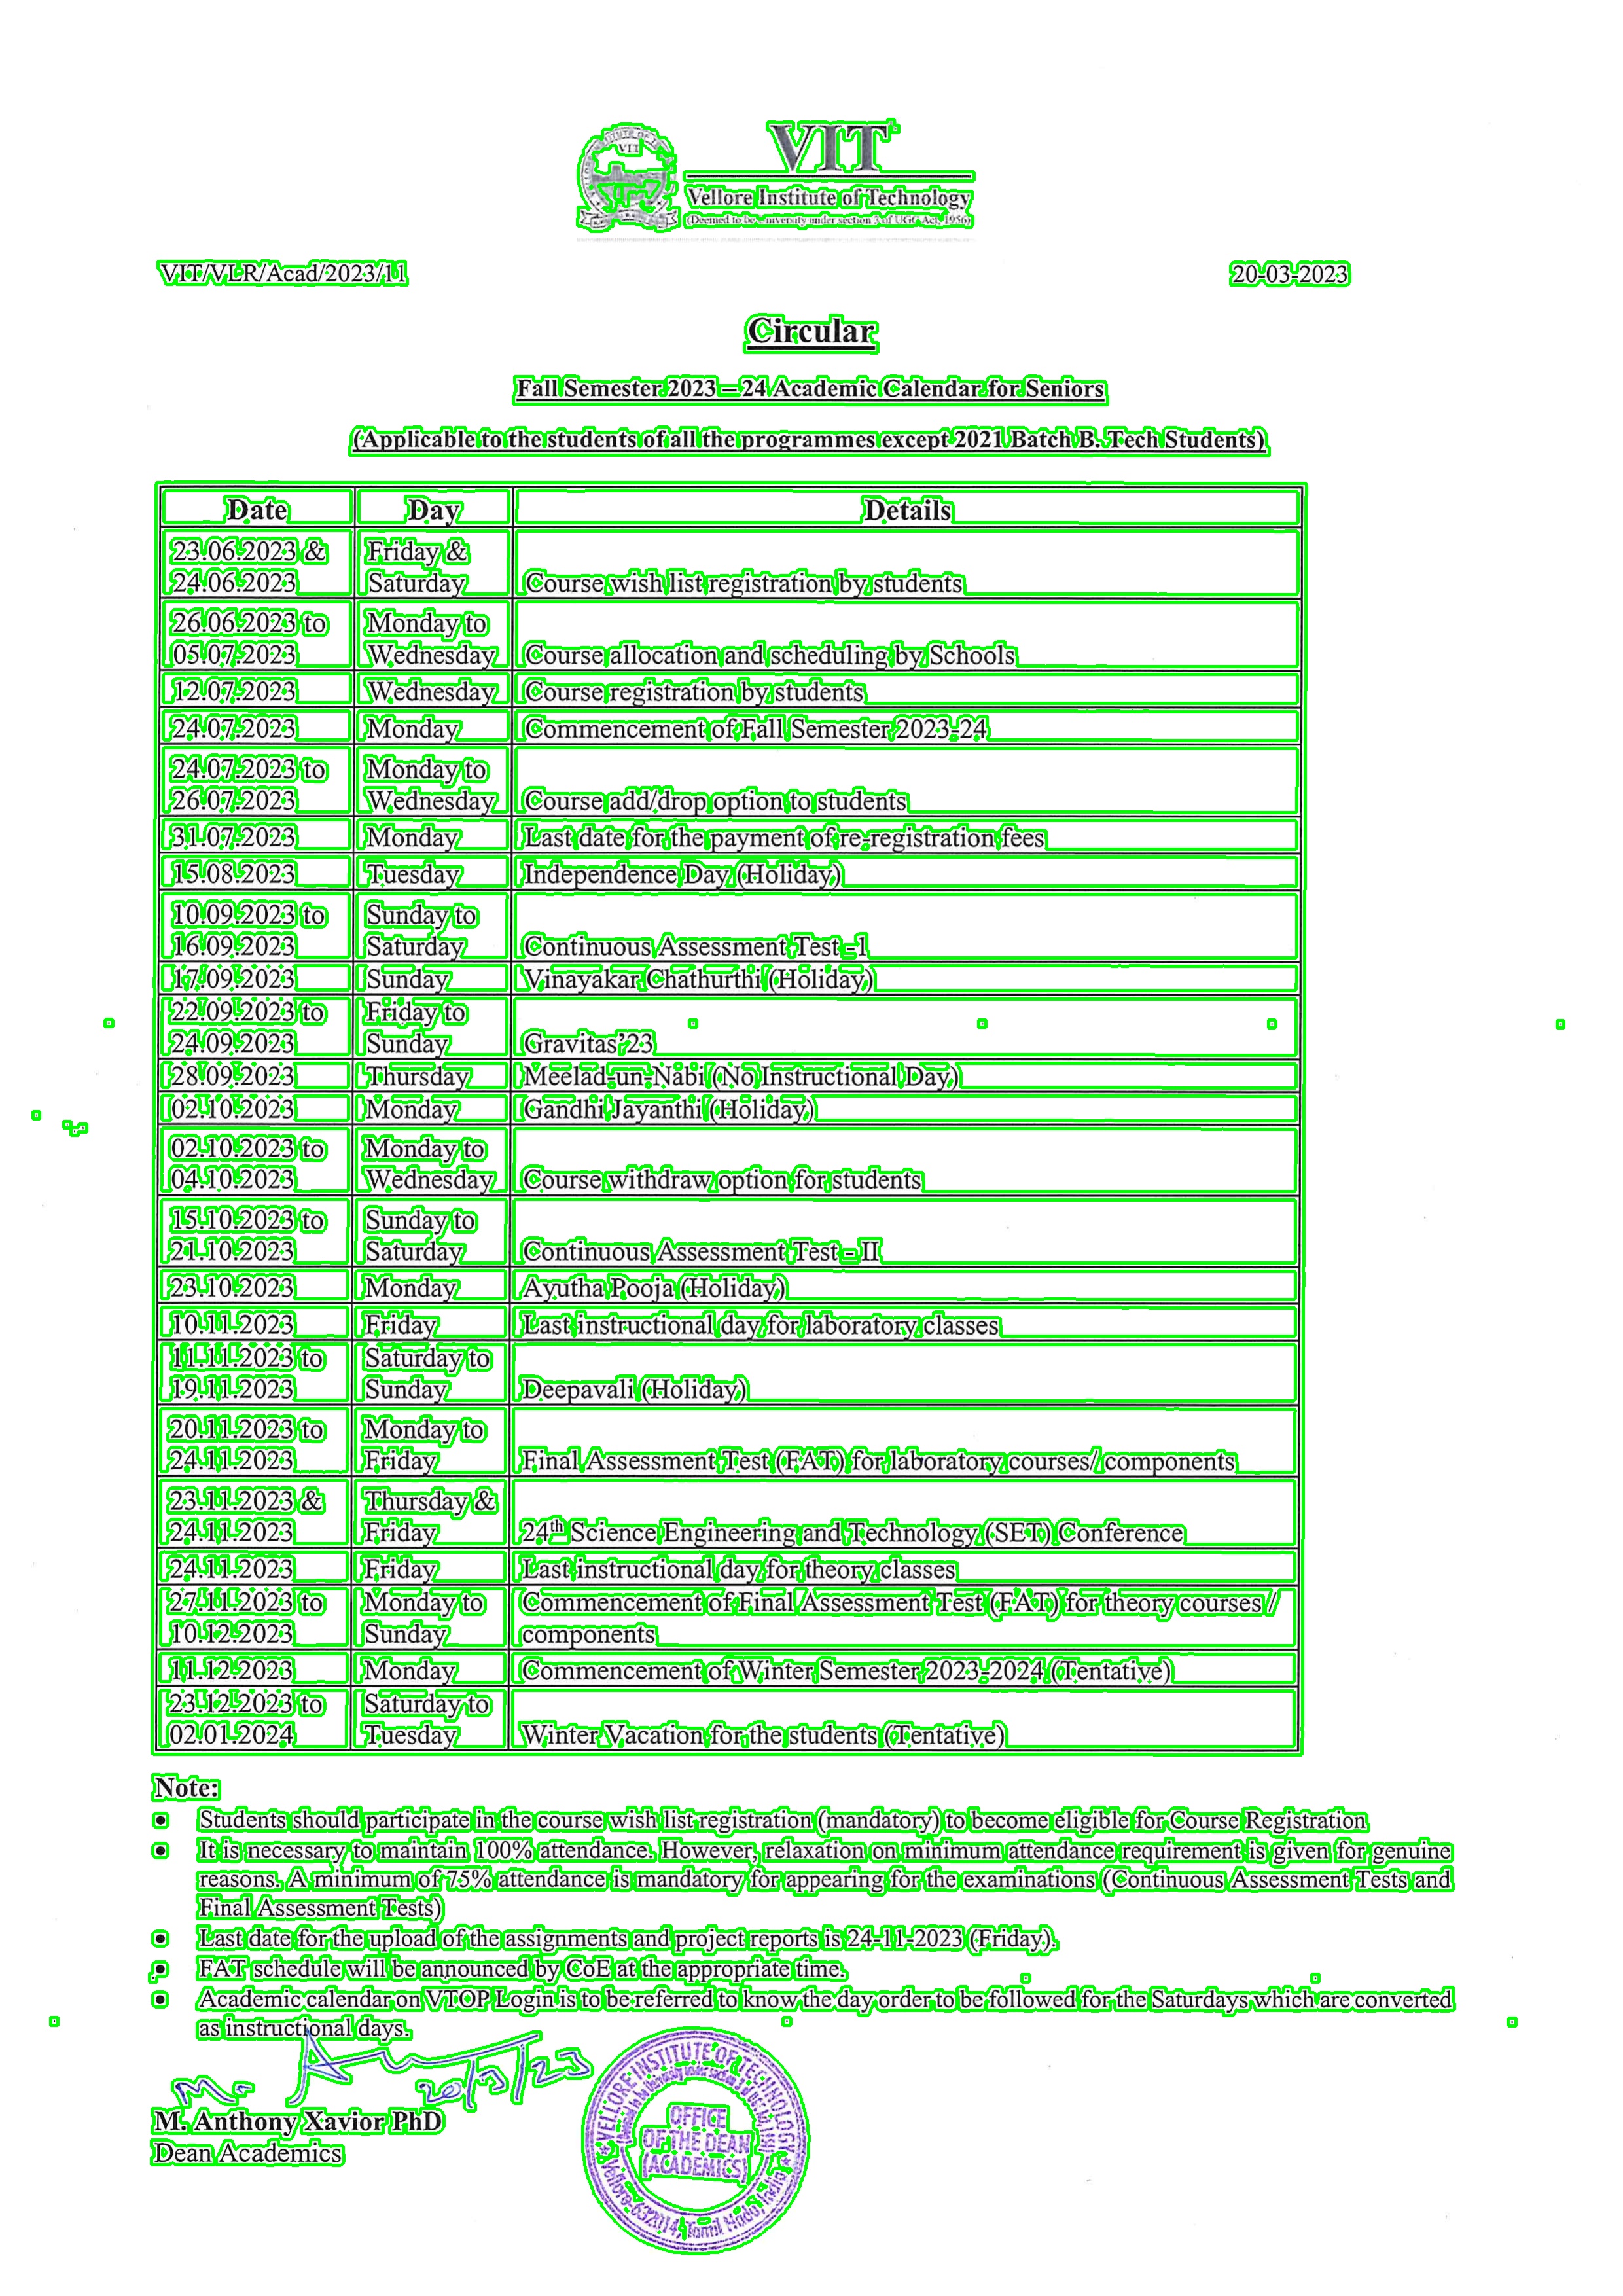 VIT
VIT
Vellore Institute of Technology
(Deemed to be University under section 3 of UGC Act, 1956)
VIT/VLR/Acad/2023/11 20-03-2023
Circular
Fall Semester 2023 – 24 Academic Calendar for Seniors
(Applicable to the students of all the programmes except 2021 Batch B. Tech Students)
Date Day Details
23.06.2023 & Friday &
24.06.2023 Saturday Course wish list registration by students
26.06.2023 to Monday to
05.07.2023 Wednesday Course allocation and scheduling by Schools
12.07.2023 Wednesday Course registration by students
24.07.2023 Monday Commencement of Fall Semester 2023-24
24.07.2023 to Monday to
26.07.2023 Wednesday Course add/drop option to students
31.07.2023 Monday Last date for the payment of re-registration fees
15.08.2023 Tuesday Independence Day (Holiday)
10.09.2023 to Sunday to
16.09.2023 Saturday Continuous Assessment Test -1
17.09.2023 Sunday Vinayakar Chathurthi (Holiday)
22.09.2023 to Friday to
24.09.2023 Sunday Gravitas'23
28.09.2023 Thursday Meelad-un-Nabi (No Instructional Day)
02.10.2023 Monday Gandhi Jayanthi (Holiday)
02.10.2023 to Monday to
04.10.2023 Wednesday Course withdraw option for students
15.10.2023 to Sunday to
21.10.2023 Saturday Continuous Assessment Test - II
23.10.2023 Monday Ayutha Pooja (Holiday)
10.11.2023 Friday Last instructional day for laboratory classes
11.11.2023 to Saturday to
19.11.2023 Sunday Deepavali (Holiday)
20.11.2023 to Monday to
24.11.2023 Friday Final Assessment Test (FAT) for laboratory courses/ components
23.11.2023 & Thursday &
24.11.2023 Friday 24th Science Engineering and Technology (SET) Conference
24.11.2023 Friday Last instructional day for theory classes
27.11.2023 to Monday to Commencement of Final Assessment Test (FAT) for theory courses /
10.12.2023 Sunday components
11.12.2023 Monday Commencement of Winter Semester 2023-2024 (Tentative)
23.12.2023 to Saturday to
02.01.2024 Tuesday Winter Vacation for the students (Tentative)
Note:
• Students should participate in the course wish list registration (mandatory) to become eligible for Course Registration
• It is necessary to maintain 100% attendance. However, relaxation on minimum attendance requirement is given for genuine
reasons. A minimum of 75% attendance is mandatory for appearing for the examinations (Continuous Assessment Tests and
Final Assessment Tests)
• Last date for the upload of the assignments and project reports is 24-11-2023 (Friday).
• FAT schedule will be announced by CoE at the appropriate time.
• Academic calendar on VTOP Login is to be referred to know the day order to be followed for the Saturdays which are converted
as instructional days.
20/3/23
M. Anthony Xavior PhD
Dean Academics
VELLORE INSTITUTE OF TECHNOLOGY
OFFICE
OF THE DEAN
(ACADEMICS)
Vellore-632014, Tamil Nadu, India